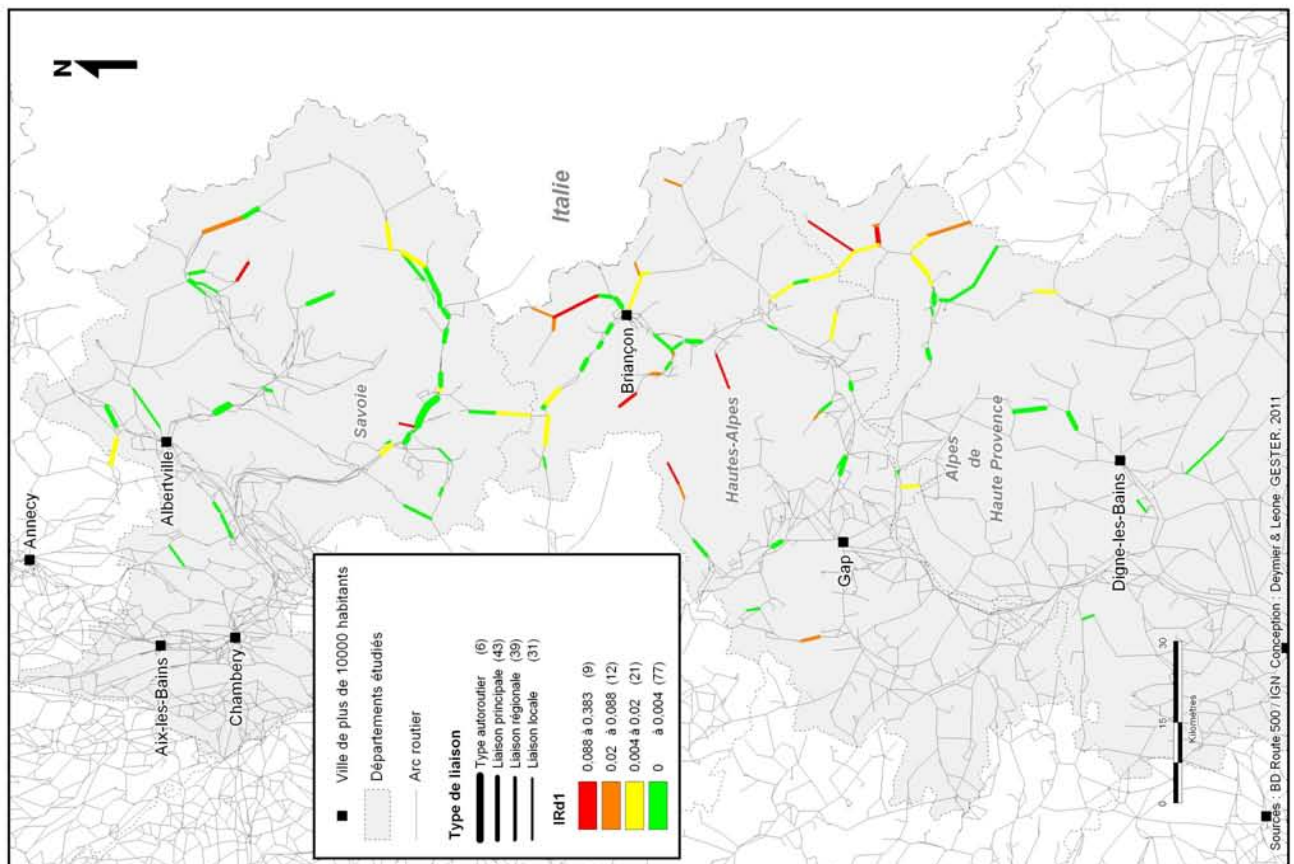 N
Annecy
Aix-les-Bains
Albertville
Chambery
Savoie
Italie
Briançon
Hautes-Alpes
Gap
Alpes
de
Haute Provence
Digne-les-Bains
Ville de plus de 10000 habitants
Départements étudiés
Arc routier
Type de liaison
Type autoroutier (6)
Liaison principale (43)
Liaison régionale (39)
Liaison locale (31)
IRd1
0,088 à 0.383 (9)
0,02 à 0.088 (12)
0,004 à 0.02 (21)
0 à 0.004 (77)
0 15 30
Kilomètres
Sources : BD Route 500 / IGN Conception : Deymier & Leone GESTER, 2011